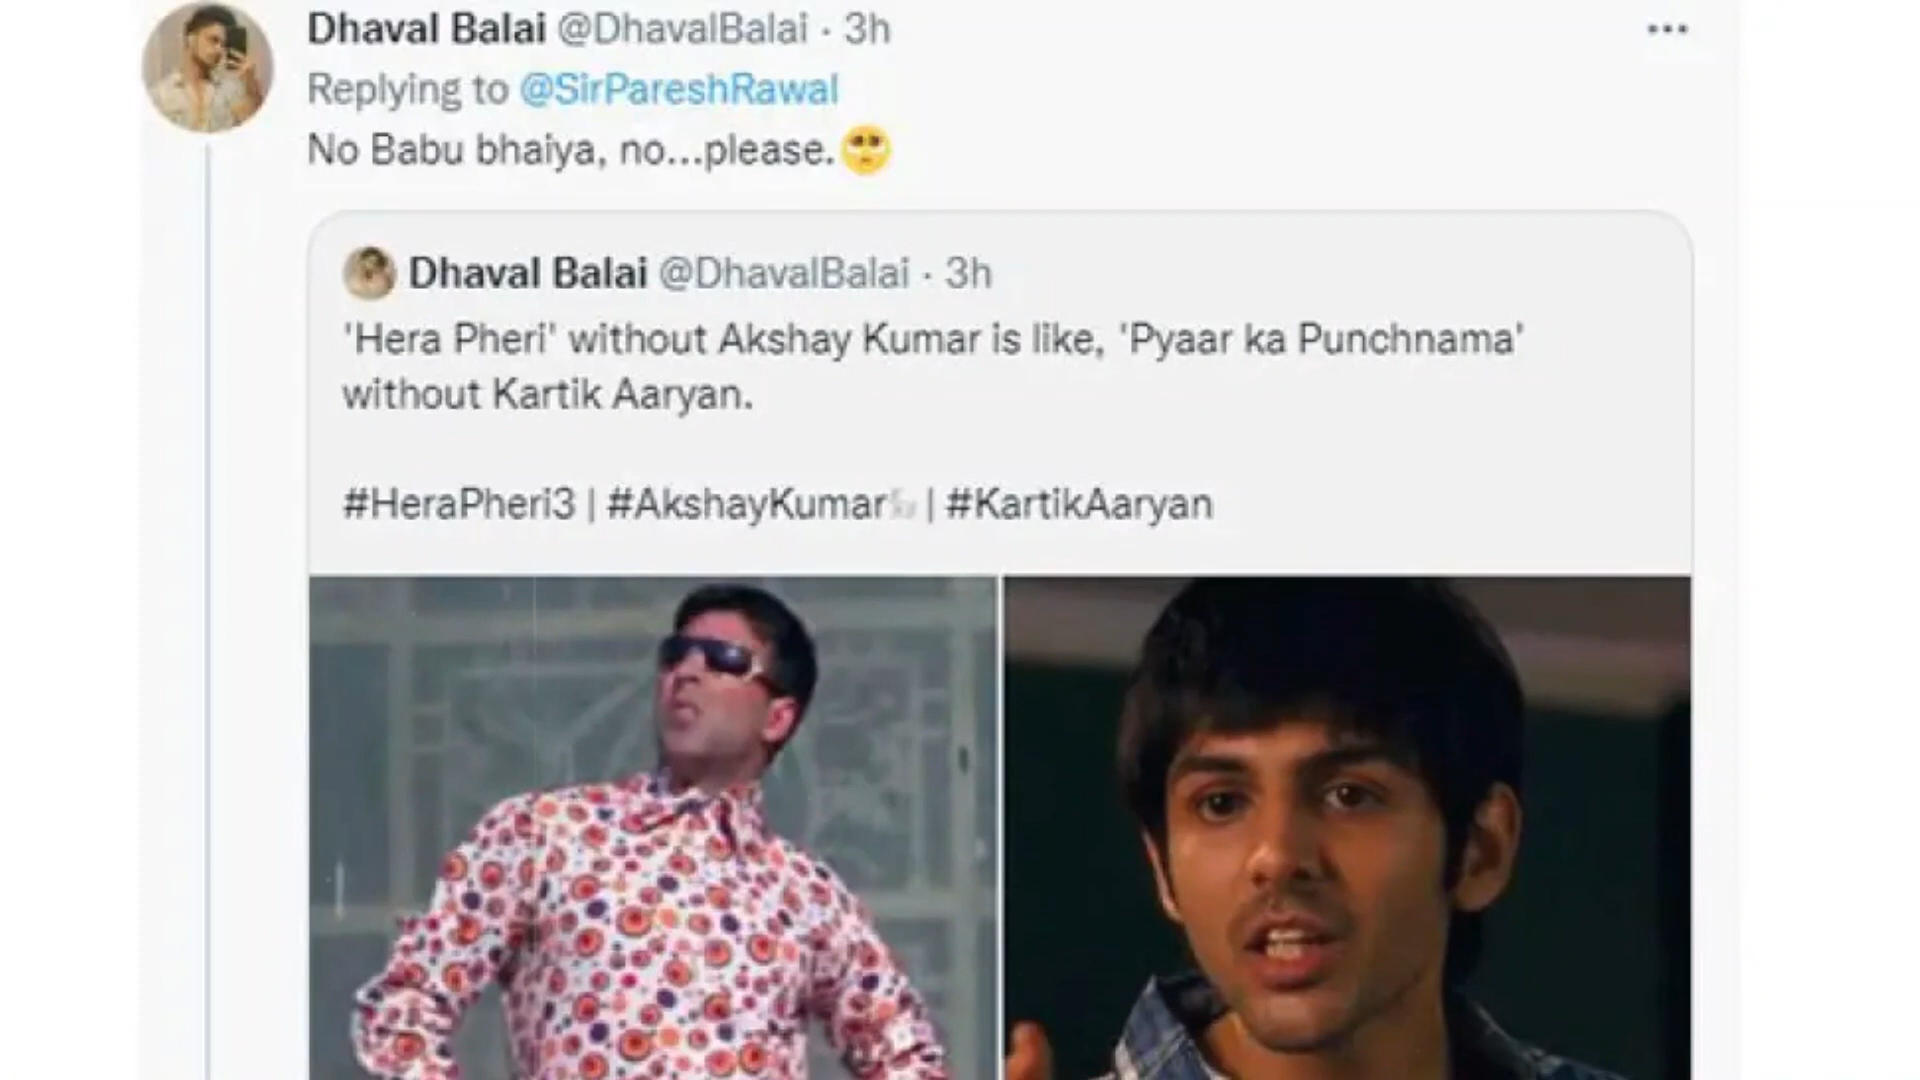 Dhaval Balai @DhavalBalai · 3h
Replying to @SirPareshRawal
No Babu bhaiya, no...please.🥺
Dhaval Balai @DhavalBalai · 3h
'Hera Pheri' without Akshay Kumar is like, 'Pyaar ka Punchnama'
without Kartik Aaryan.
#HeraPheri3 | #AkshayKumar | #KartikAaryan